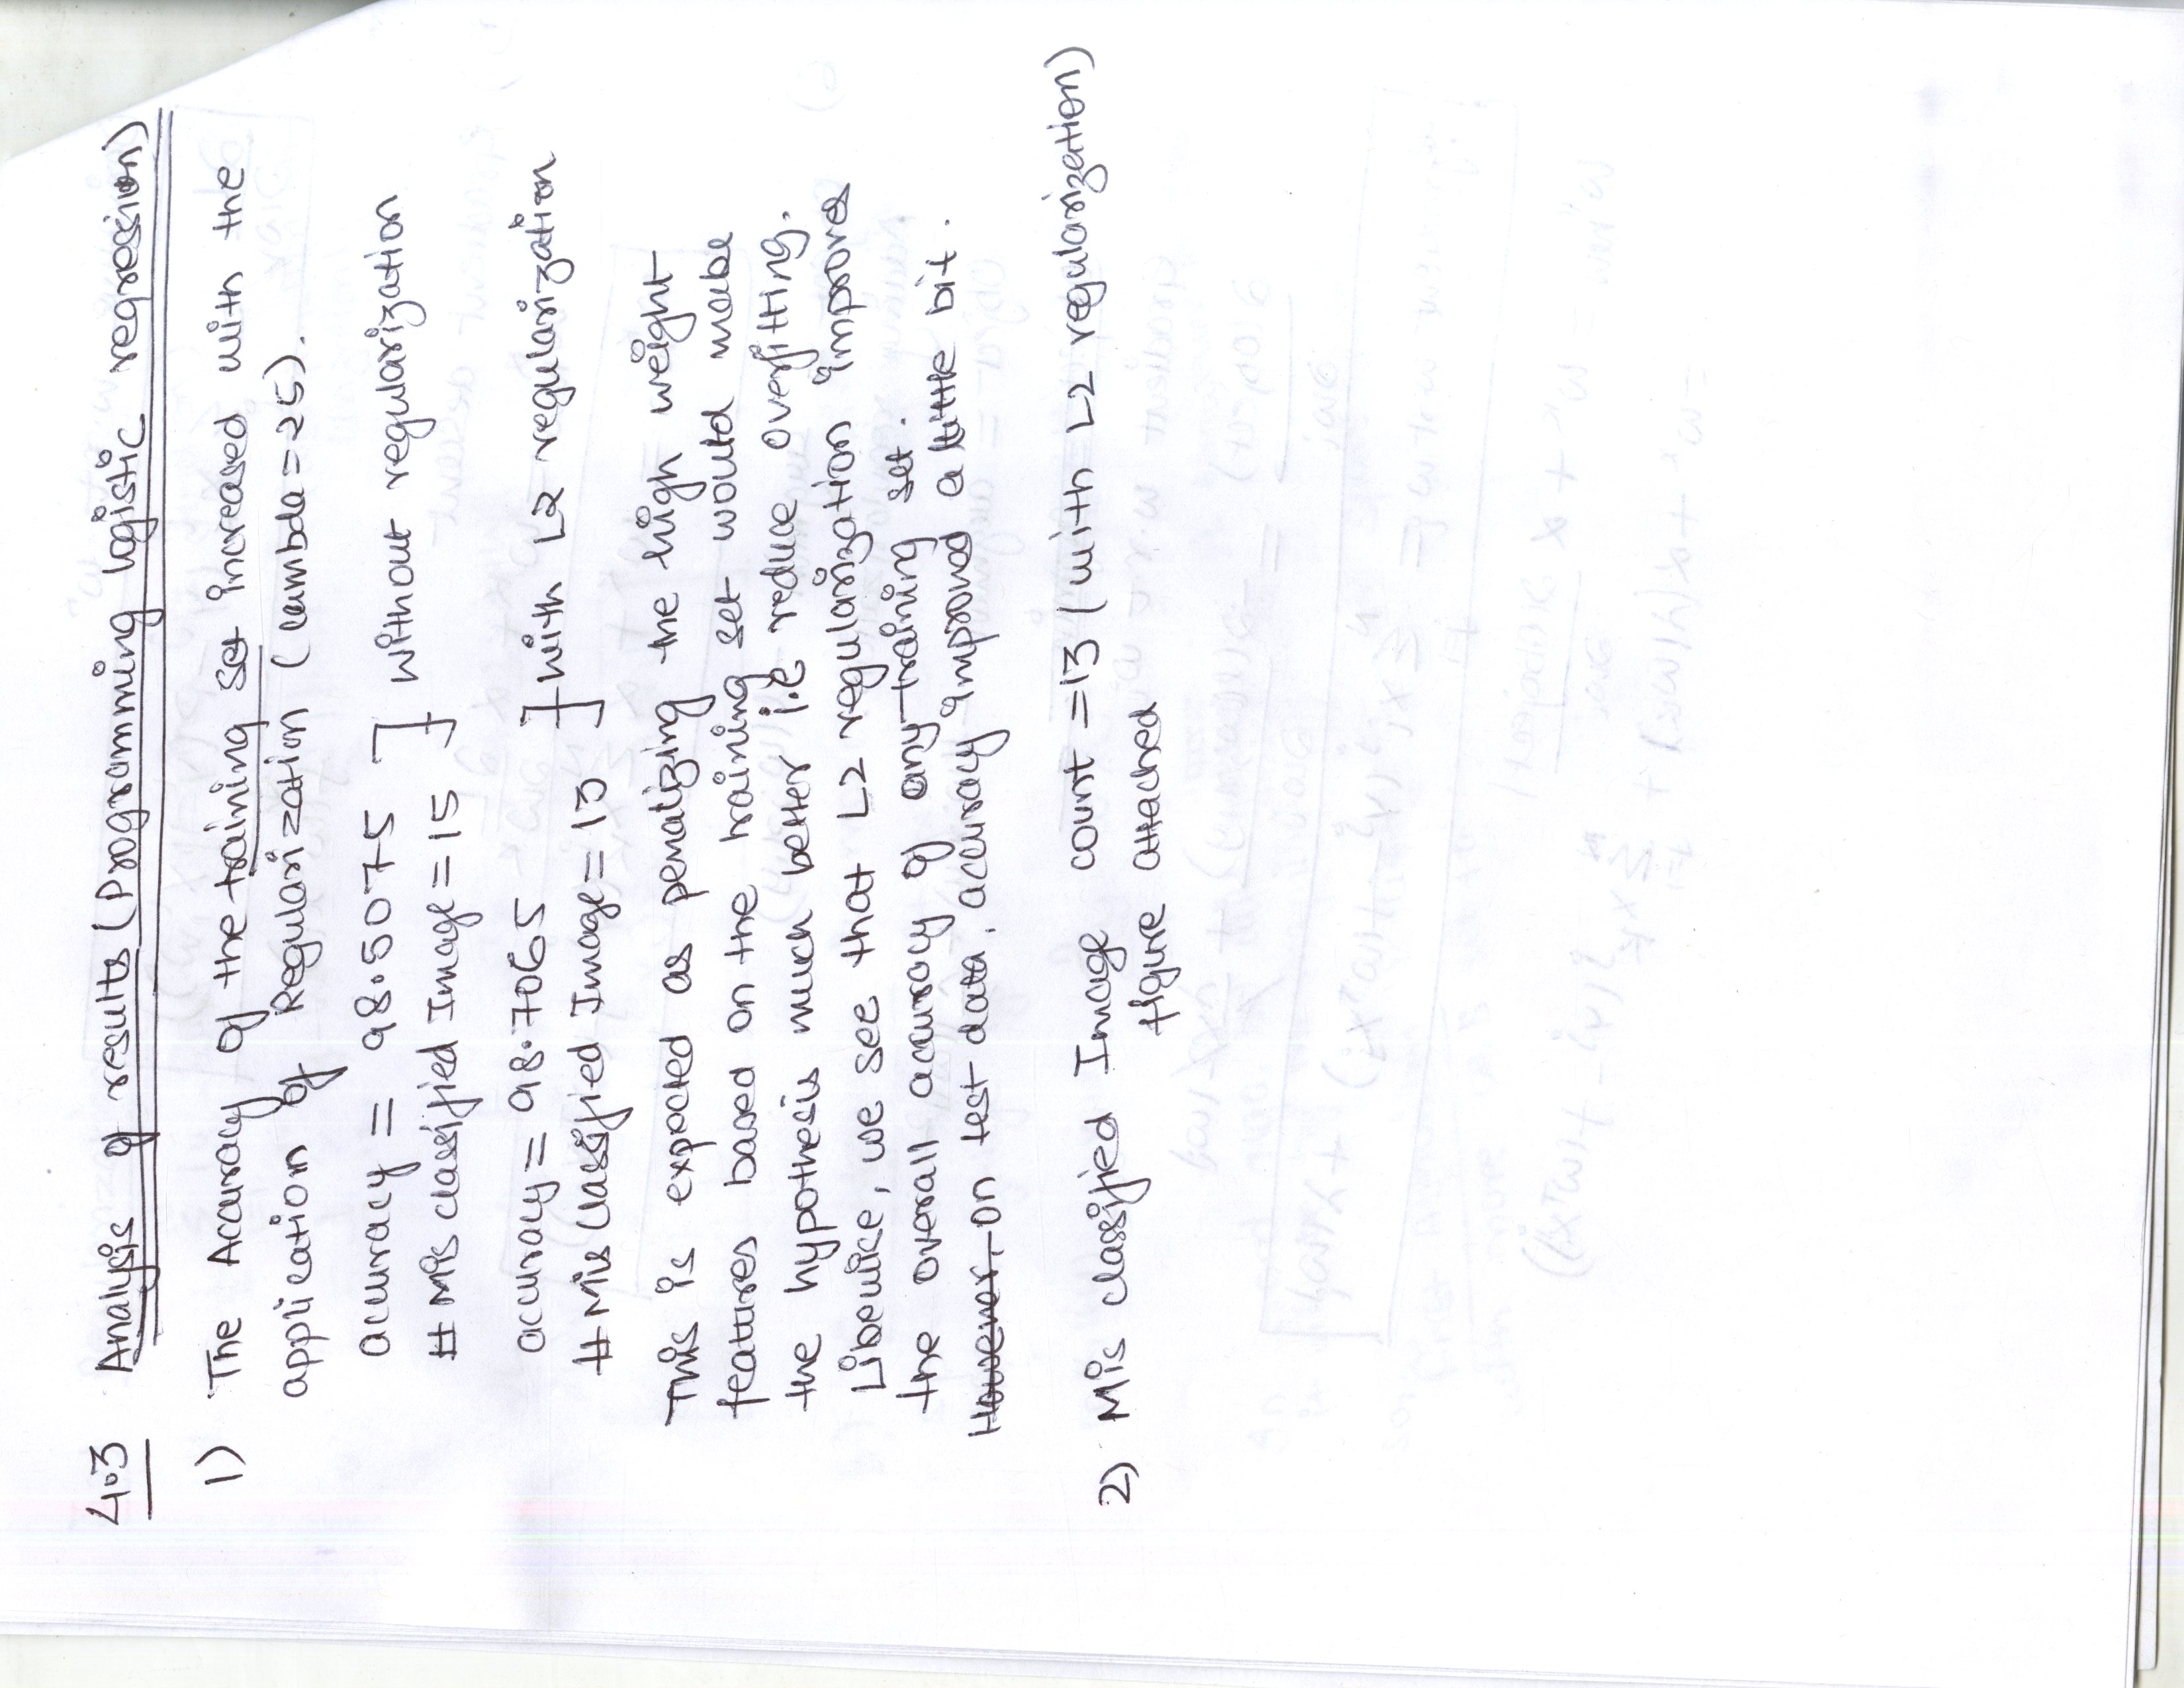 4.3 Analysis of results (Programming logistic regression)
1) The Accuracy of the training set increased with the
application of Regularization (lambda = 25).
accuracy = 98.5075 ] without regularization
# Mis classified Image = 15
accuracy = 98.7065 ] with L2-regularization
# Mis classified Image = 13
This is expected as penalizing the high weight
features based on the training set would make
the hypothesis much better i.e reduce overfitting.
Likewise, we see that L2 regularization improves
the overall accuracy of any training set.
However, on test data, accuracy improved a little bit.
2) Mis classified Image count = 13 (with L2 regularization)
figure attached